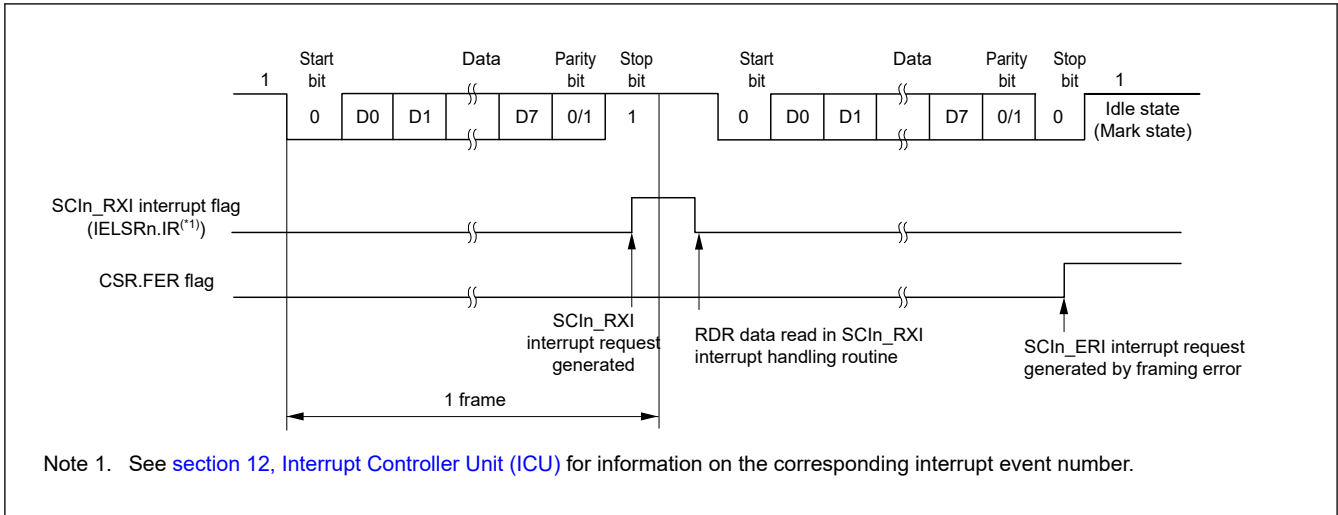 Start bit Data Parity bit Stop bit Start bit Data Parity bit Stop bit
1 1
0 D0 D1 D7 0/1 1 0 D0 D1 D7 0/1 0 Idle state
(Mark state)
SCIn_RXI interrupt flag
(IELSRn.IR(*1))
CSR.FER flag
SCIn_RXI
interrupt request
generated
RDR data read in SCIn_RXI
interrupt handling routine
SCIn_ERI interrupt request
generated by framing error
1 frame
Note 1. See section 12, Interrupt Controller Unit (ICU) for information on the corresponding interrupt event number.